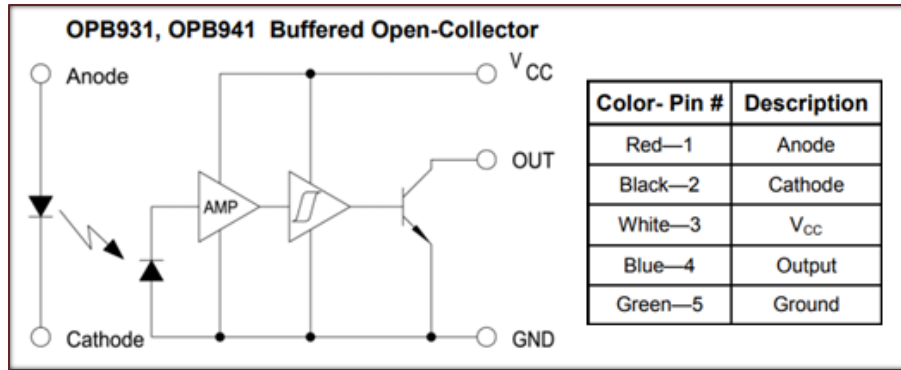 OPB931, OPB941 Buffered Open-Collector
Anode
VCC
OUT
AMP
Cathode
GND
Color- Pin # Description
Red—1 Anode
Black—2 Cathode
White—3 VCC
Blue—4 Output
Green—5 Ground